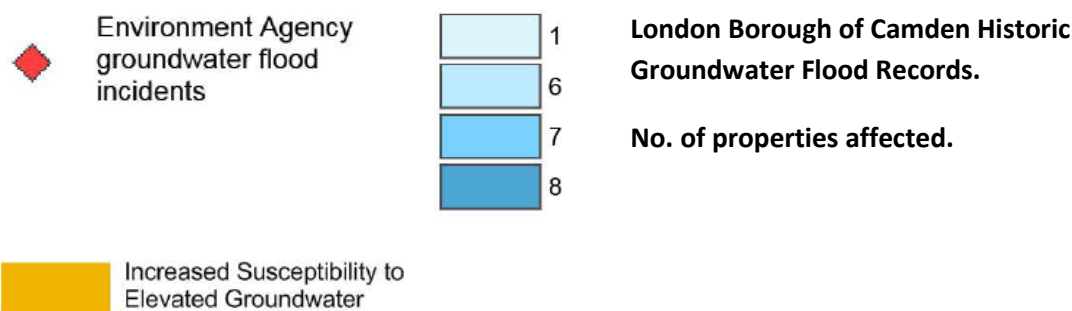 Environment Agency
groundwater flood
incidents
1
6
7
8
London Borough of Camden Historic
Groundwater Flood Records.
No. of properties affected.
Increased Susceptibility to
Elevated Groundwater